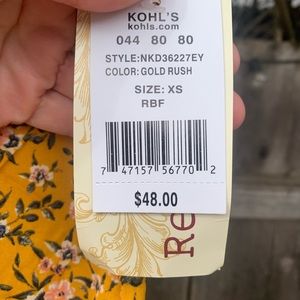 KOHL'S
kohls.com
044 80 80
STYLE:NKD36227EY
COLOR: GOLD RUSH
SIZE: XS
RBF
7 47157 56770 2
$48.00
Re